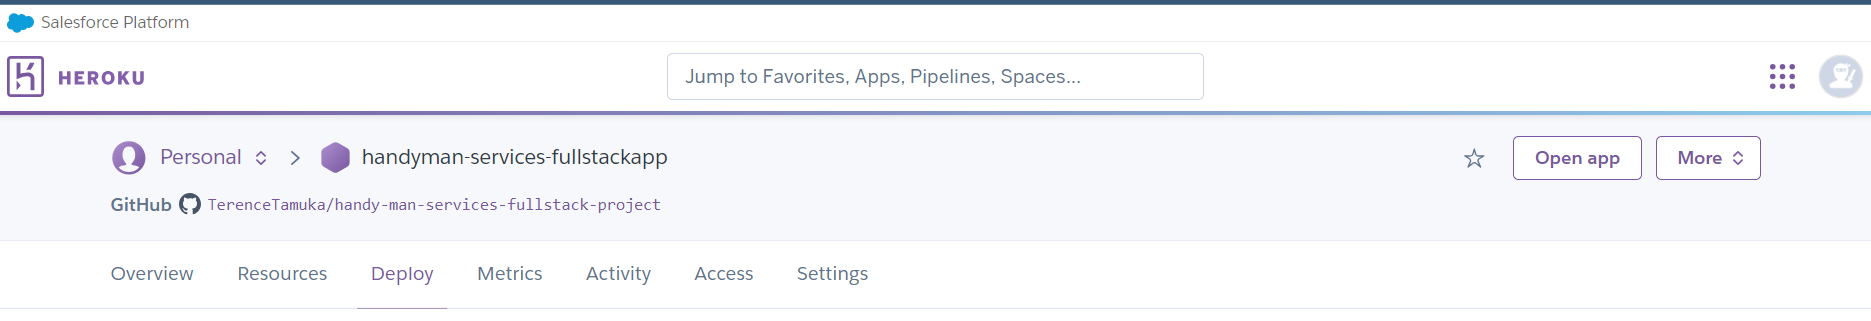 Salesforce Platform
HEROKU
Jump to Favorites, Apps, Pipelines, Spaces...
Personal
handyman-services-fullstackapp
Open app
More
GitHub TerenceTamuka/handy-man-services-fullstack-project
Overview Resources Deploy Metrics Activity Access Settings